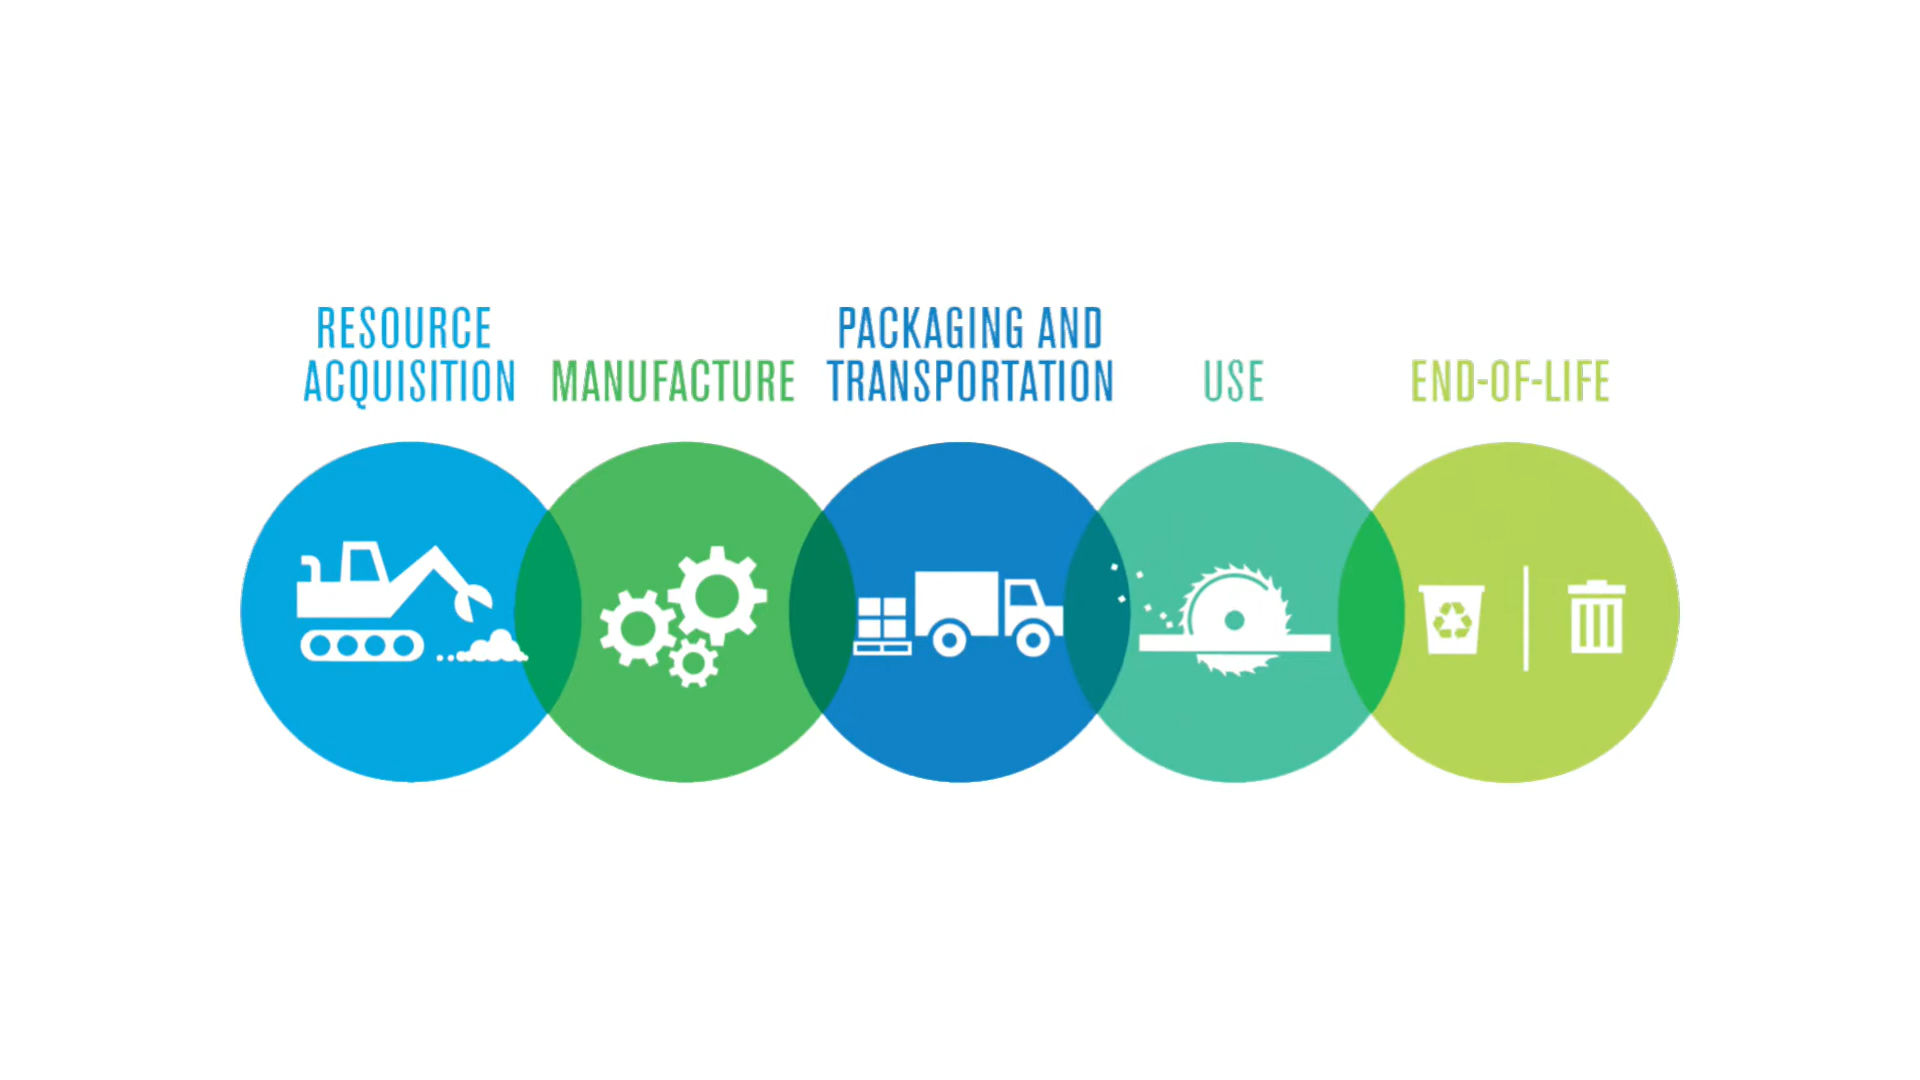 RESOURCE
ACQUISITION
MANUFACTURE
PACKAGING AND
TRANSPORTATION
USE
END-OF-LIFE